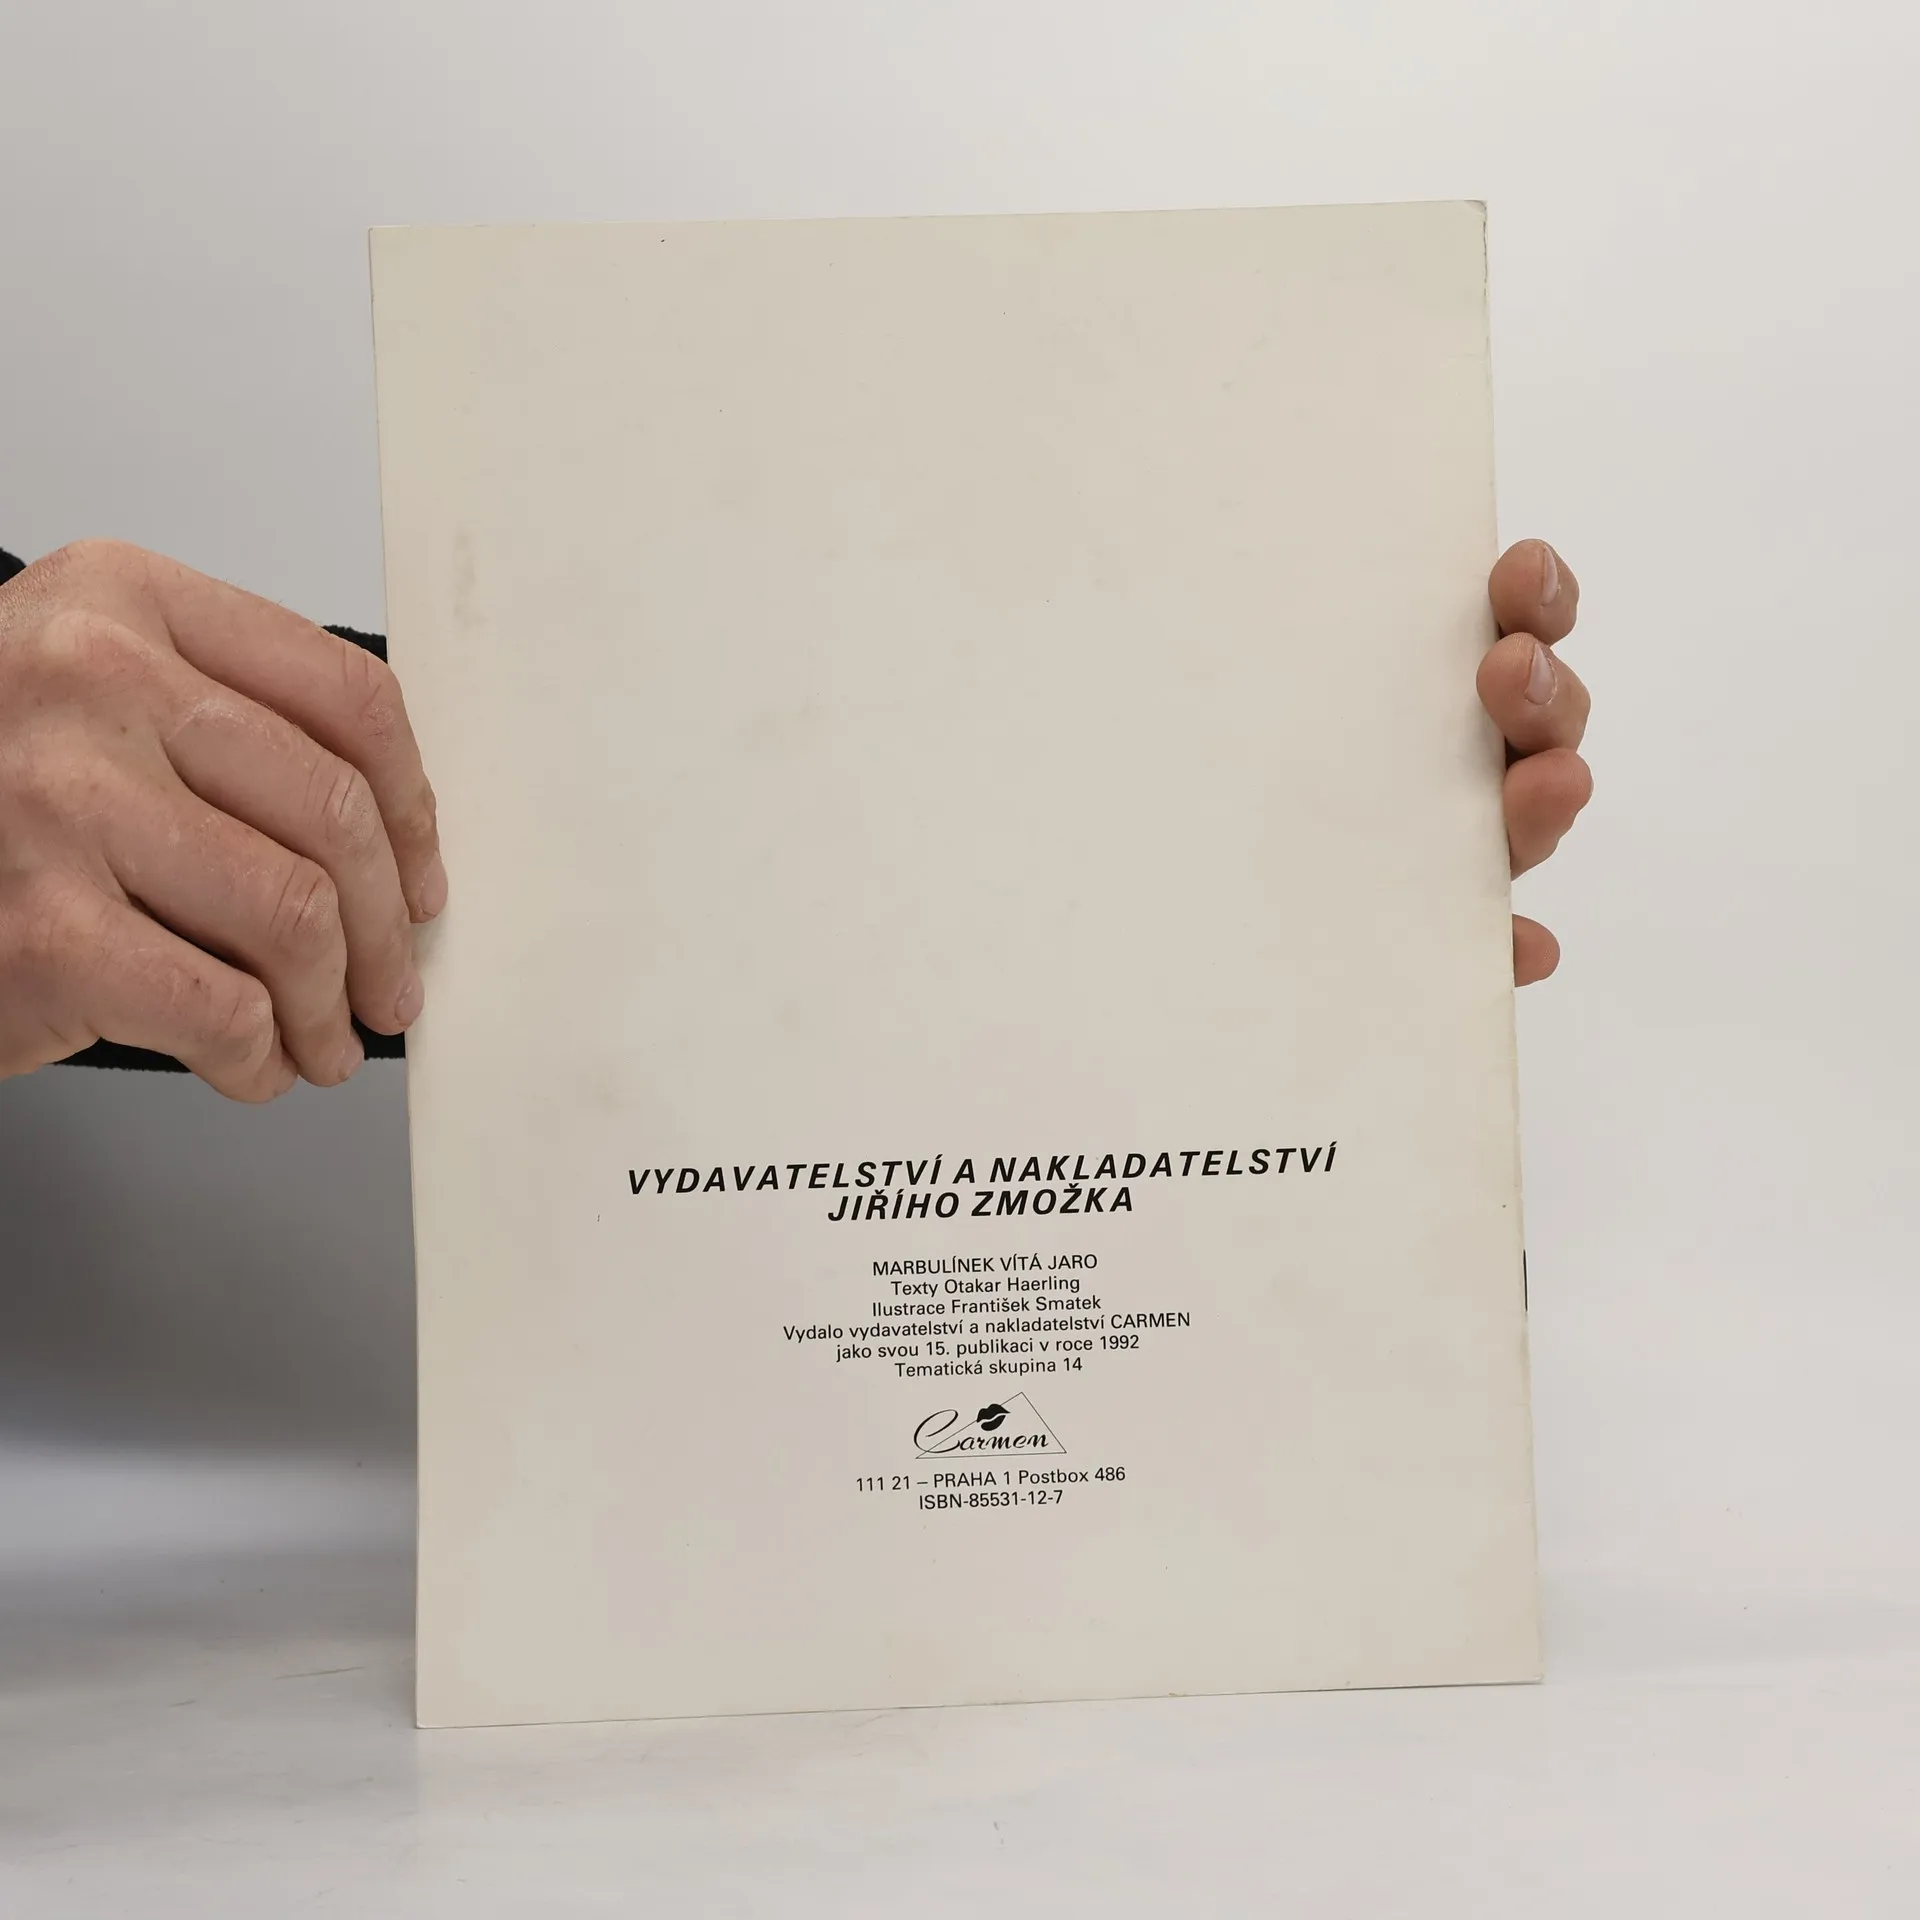 VYDAVATELSTVÍ A NAKLADATELSTVÍ
JIŘÍHO ZMOŽKA
MARBULÍNEK VÍTÁ JARO
Texty Otakar Haerling
Ilustrace František Smatek
Vydalo vydavatelství a nakladatelství CARMEN
jako svou 15. publikaci v roce 1992
Tematická skupina 14
Carmen
111 21 – PRAHA 1 Postbox 486
ISBN-85531-12-7